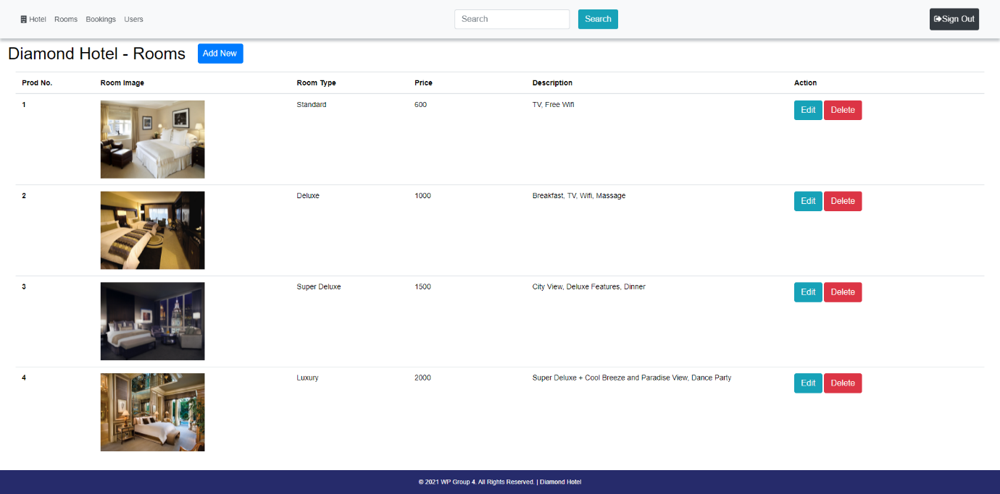 Hotel Rooms Bookings Users Search Search Sign Out
Diamond Hotel - Rooms Add New
Prod No. Room Image Room Type Price Description Action
1 Standard 600 TV, Free Wifi Edit Delete
2 Deluxe 1000 Breakfast, TV, Wifi, Massage Edit Delete
3 Super Deluxe 1500 City View, Deluxe Features, Dinner Edit Delete
4 Luxury 2000 Super Deluxe + Cool Breeze and Paradise View, Dance Party Edit Delete
© 2021 WP Group 4. All Rights Reserved. | Diamond Hotel